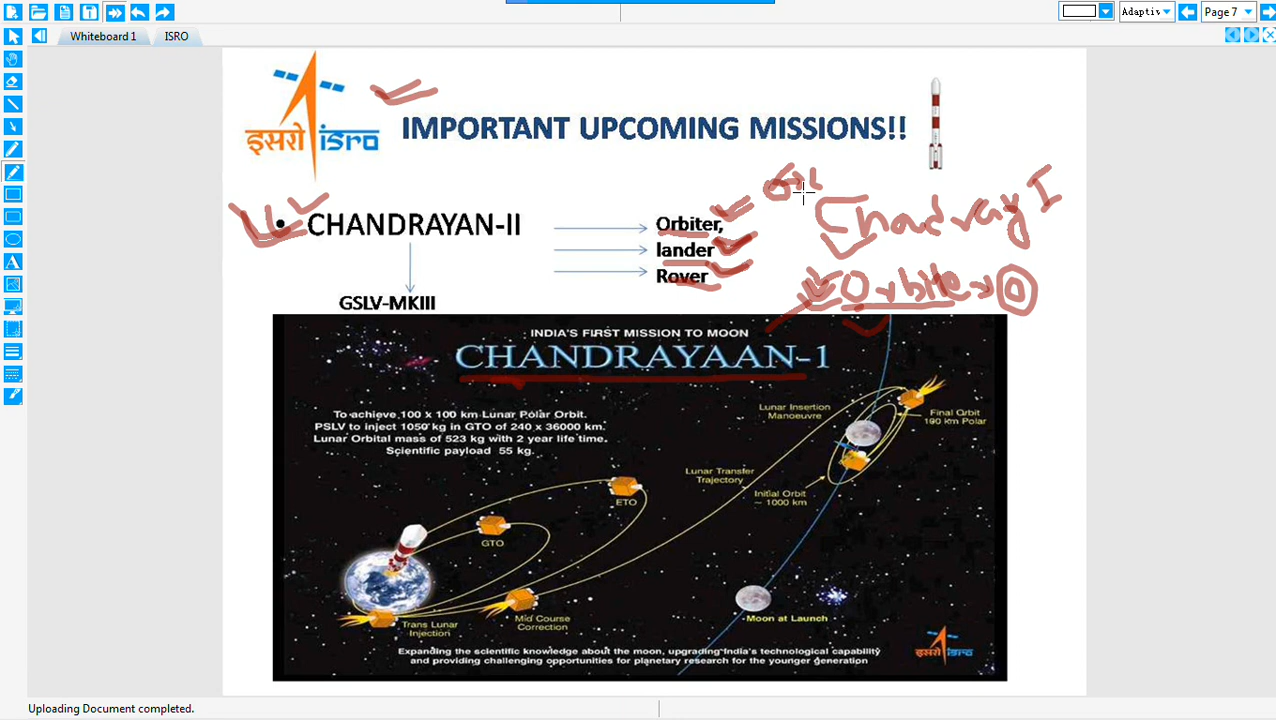 Adaptiv
Page 7
Whiteboard 1
ISRO
इसरो isro
IMPORTANT UPCOMING MISSIONS!!
• CHANDRAYAN-II
Orbiter,
lander
Rover
GSLV-MKIII
Chandray I
Orbiter
INDIA'S FIRST MISSION TO MOON
CHANDRAYAAN-1
To achieve 100 x 100 km Lunar Polar Orbit.
PSLV to inject 1050 kg in GTO of 240 x 36000 km.
Lunar Orbital mass of 523 kg with 2 year life time.
Scientific payload 55 kg.
Lunar Insertion
Manoeuvre
Final Orbit
100 km Polar
Lunar Transfer
Trajectory
Initial Orbit
~ 1000 km
ETO
GTO
Mid Course
Correction
Trans Lunar
Injection
Moon at Launch
Expanding the scientific knowledge about the moon, upgrading India's technological capability
and providing challenging opportunities for planetary research for the younger generation
इसरो isro
Uploading Document completed.